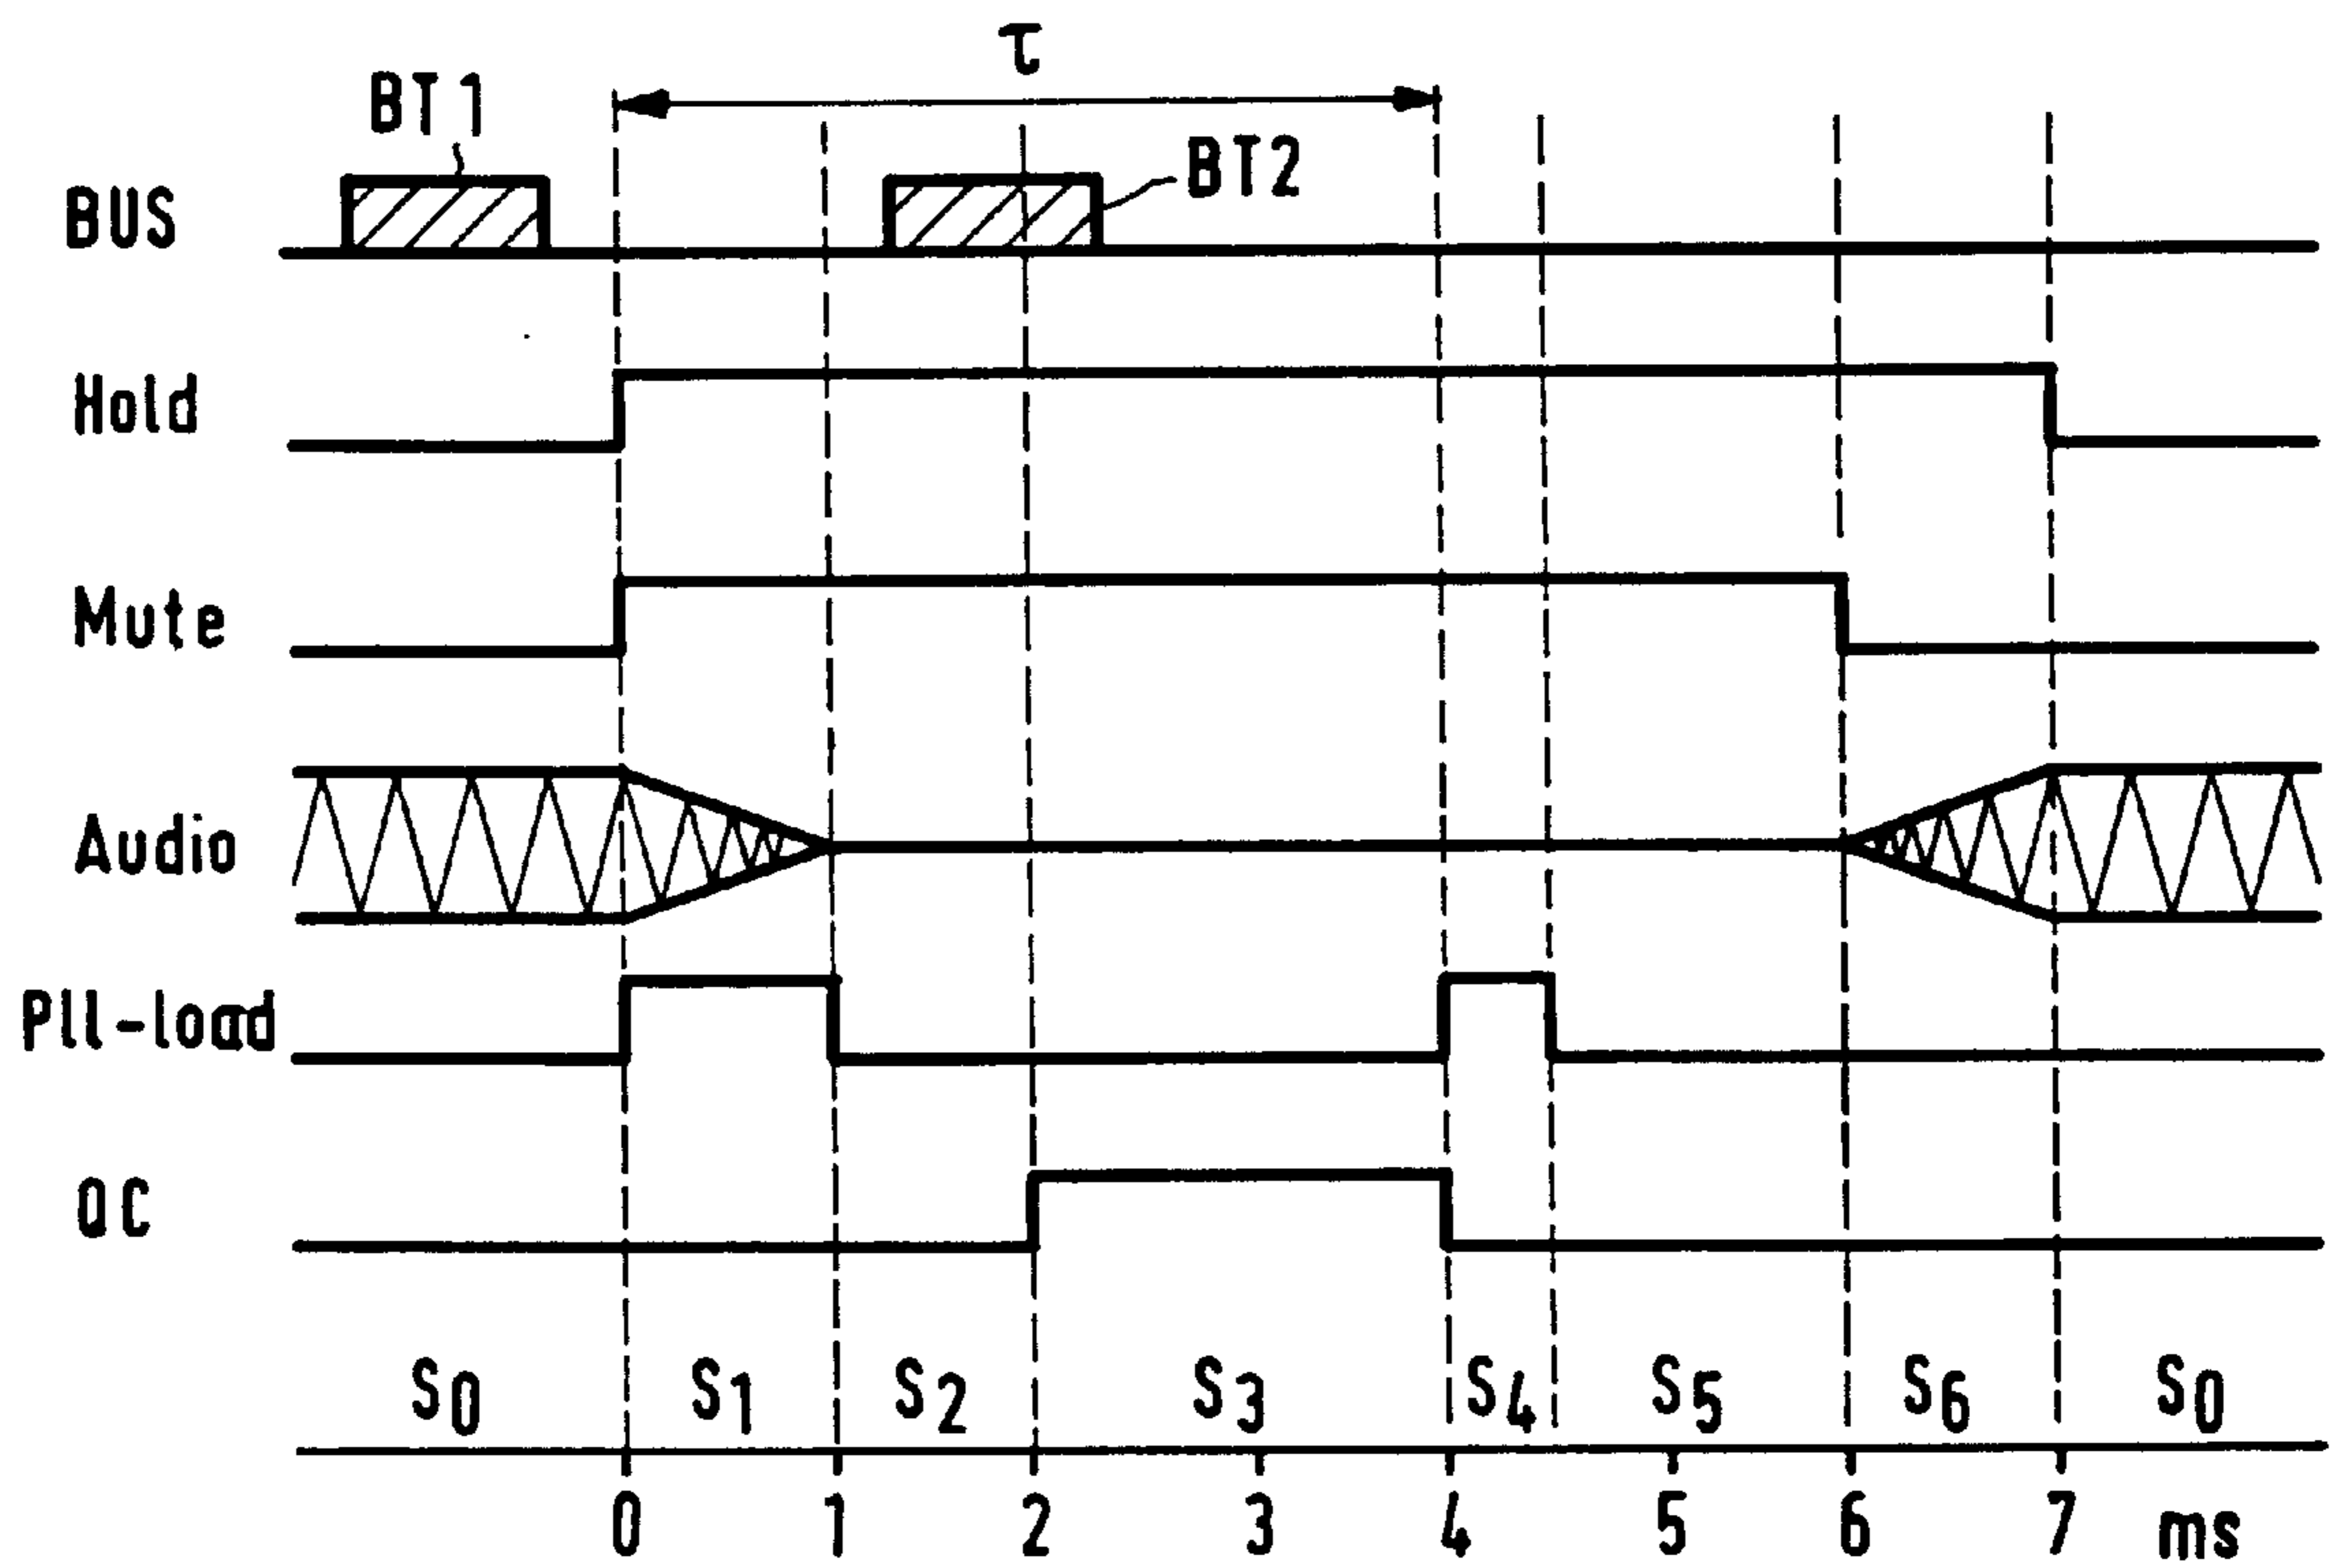 τ
BT1
BUS
BT2
Hold
Mute
Audio
Pll-load
QC
S0 S1 S2 S3 S4 S5 S6 S0
0 1 2 3 4 5 6 7 ms